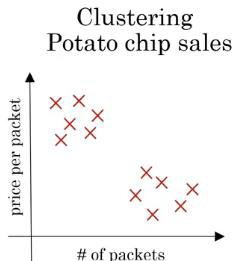 Clustering
Potato chip sales
price per packet
# of packets